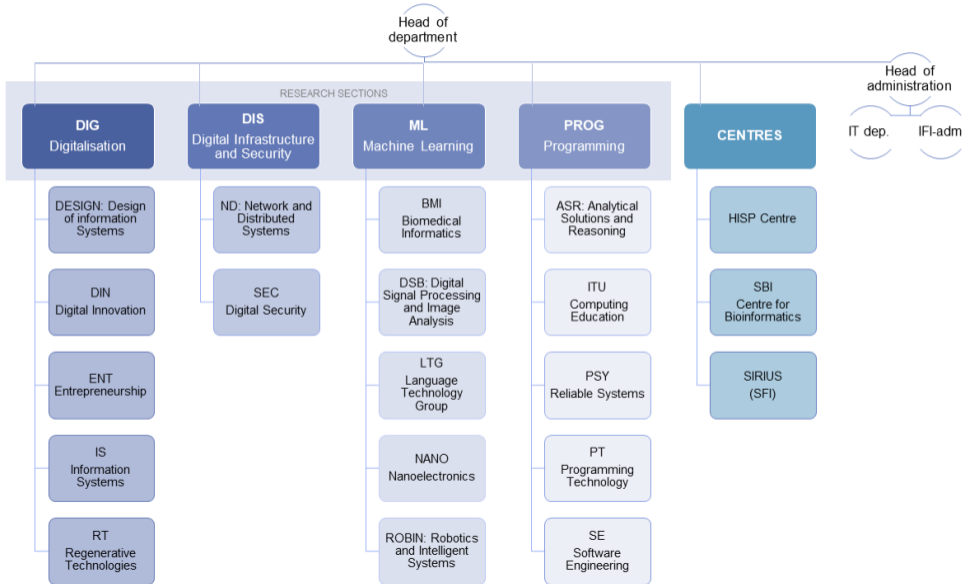 Head of
department
Head of
administration
IT dep.
IFI-adm
RESEARCH SECTIONS
DIG
Digitalisation
DIS
Digital Infrastructure
and Security
ML
Machine Learning
PROG
Programming
CENTRES
DESIGN: Design
of information
Systems
DIN
Digital Innovation
ENT
Entrepreneurship
IS
Information
Systems
RT
Regenerative
Technologies
ND: Network and
Distributed
Systems
SEC
Digital Security
BMI
Biomedical
Informatics
DSB: Digital
Signal Processing
and Image
Analysis
LTG
Language
Technology
Group
NANO
Nanoelectronics
ROBIN: Robotics
and Intelligent
Systems
ASR: Analytical
Solutions and
Reasoning
ITU
Computing
Education
PSY
Reliable Systems
PT
Programming
Technology
SE
Software
Engineering
HISP Centre
SBI
Centre for
Bioinformatics
SIRIUS
(SFI)